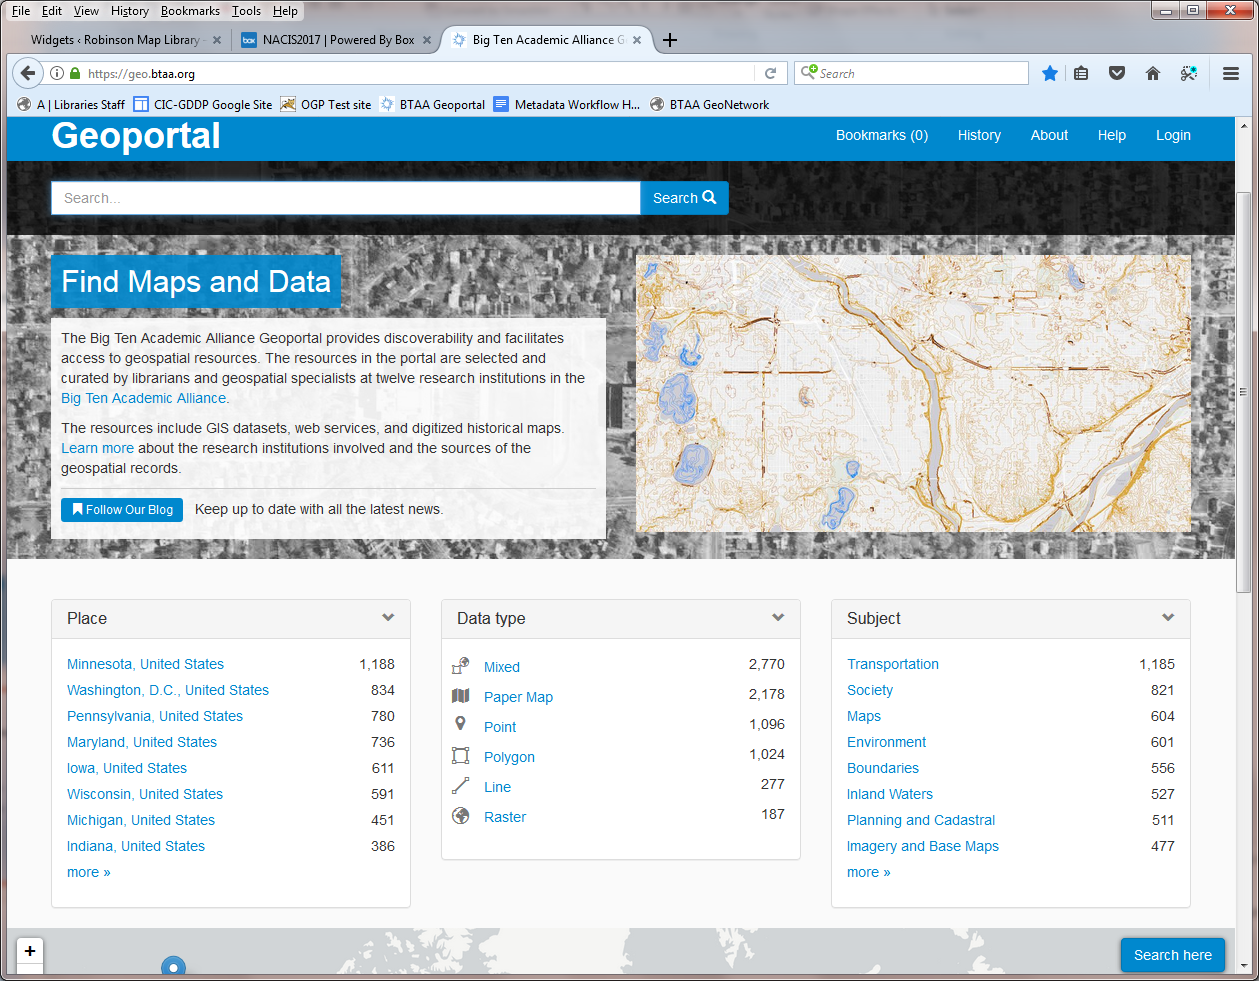 File Edit View History Bookmarks Tools Help
Widgets ‹ Robinson Map Library -
box NACIS2017 | Powered By Box
Big Ten Academic Alliance G
https://geo.btaa.org
Search
A | Libraries Staff CIC-GDDP Google Site OGP Test site BTAA Geoportal Metadata Workflow H... BTAA GeoNetwork
Geoportal
Bookmarks (0) History About Help Login
Search...
Search
Find Maps and Data
The Big Ten Academic Alliance Geoportal provides discoverability and facilitates
access to geospatial resources. The resources in the portal are selected and
curated by librarians and geospatial specialists at twelve research institutions in the
Big Ten Academic Alliance.
The resources include GIS datasets, web services, and digitized historical maps.
Learn more about the research institutions involved and the sources of the
geospatial records.
Follow Our Blog Keep up to date with all the latest news.
Place
Minnesota, United States 1,188
Washington, D.C., United States 834
Pennsylvania, United States 780
Maryland, United States 736
Iowa, United States 611
Wisconsin, United States 591
Michigan, United States 451
Indiana, United States 386
more »
Data type
Mixed 2,770
Paper Map 2,178
Point 1,096
Polygon 1,024
Line 277
Raster 187
Subject
Transportation 1,185
Society 821
Maps 604
Environment 601
Boundaries 556
Inland Waters 527
Planning and Cadastral 511
Imagery and Base Maps 477
more »
+
Search here